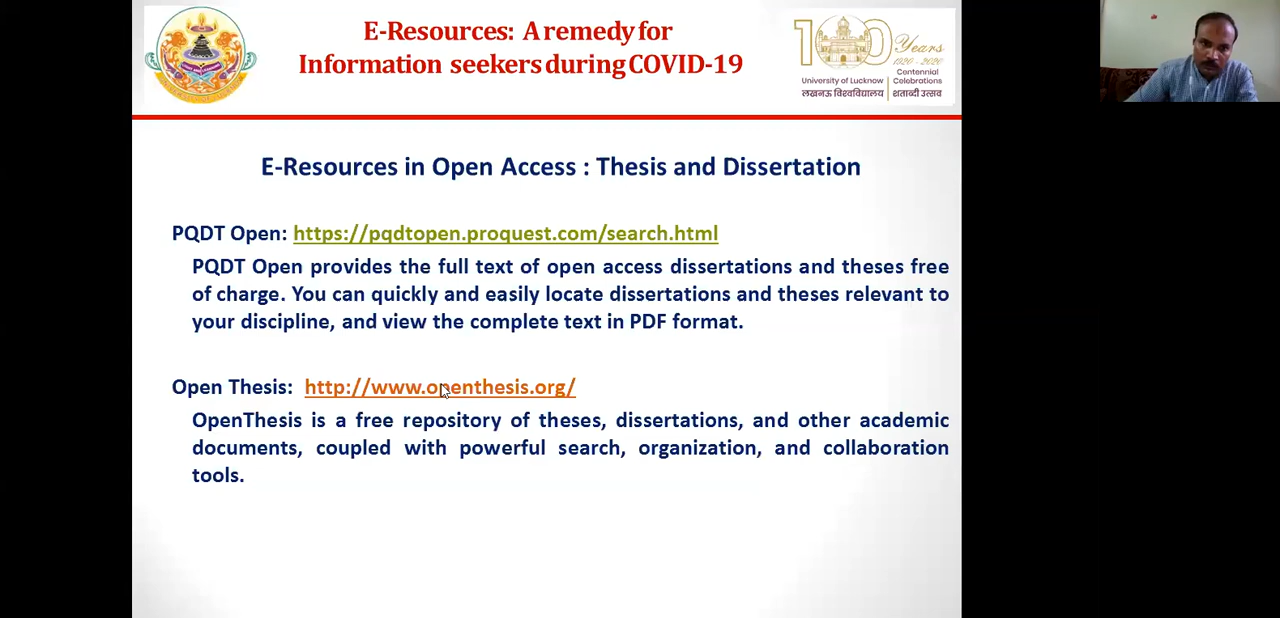 E-Resources: A remedy for
Information seekers during COVID-19
100 Years
1920-2020
University of Lucknow
लखनऊ विश्वविद्यालय
Centennial
Celebrations
शताब्दी उत्सव
E-Resources in Open Access : Thesis and Dissertation
PQDT Open: https://pqdtopen.proquest.com/search.html
PQDT Open provides the full text of open access dissertations and theses free
of charge. You can quickly and easily locate dissertations and theses relevant to
your discipline, and view the complete text in PDF format.
Open Thesis: http://www.openthesis.org/
OpenThesis is a free repository of theses, dissertations, and other academic
documents, coupled with powerful search, organization, and collaboration
tools.